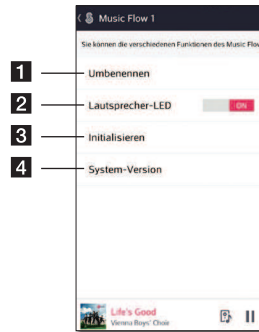 Music Flow 1
Sie können die verschiedenen Funktionen des Music Flow
1 Umbenennen
2 Lautsprecher-LED ON
3 Initialisieren
4 System-Version
Life's Good
Vienna Boys' Choir